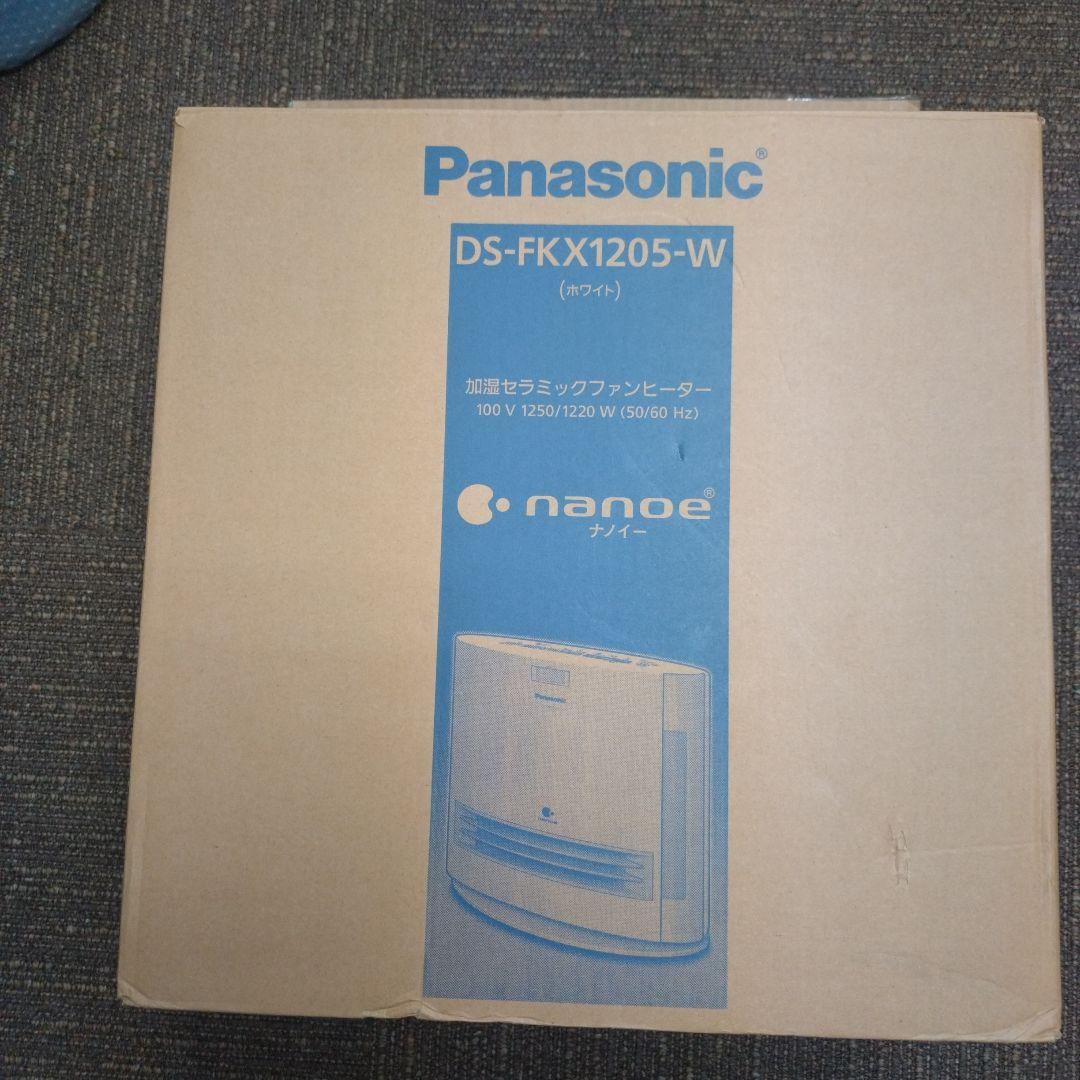 Panasonic®
DS-FKX1205-W
(ホワイト)
加湿セラミックファンヒーター
100 V 1250/1220 W (50/60 Hz)
nanoe®
ナノイー
Panasonic
nanoe